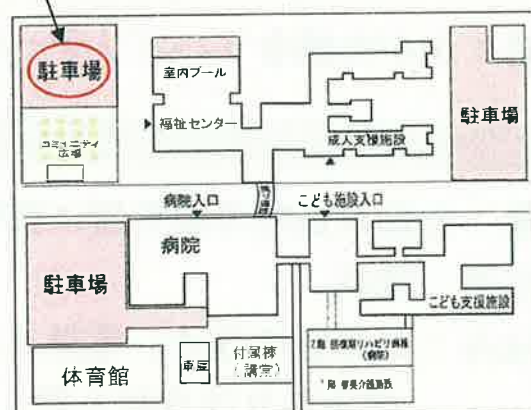 駐車場
室内プール
駐車場
福祉センター
コミュニティ
広場
成人支援施設
病院入口
こども施設入口
病院
駐車場
こども支援施設
体育館
車庫
付属棟
(講堂)
(病院)